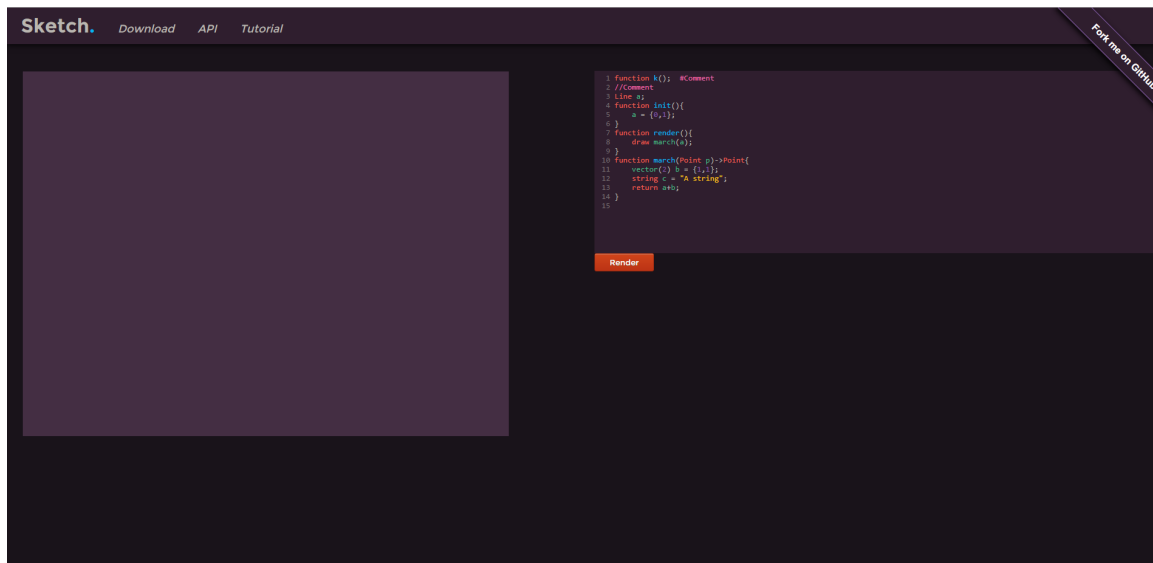 Sketch. Download API Tutorial
Fork me on GitHub
1 function k(); #Comment
2 //Comment
3 Line a;
4 function init(){
5 a = {0,1};
6 }
7 function render(){
8 draw march(a);
9 }
10 function march(Point p)->Point{
11 vector(2) b = {1,1};
12 string c = "A string";
13 return a+b;
14 }
15
Render